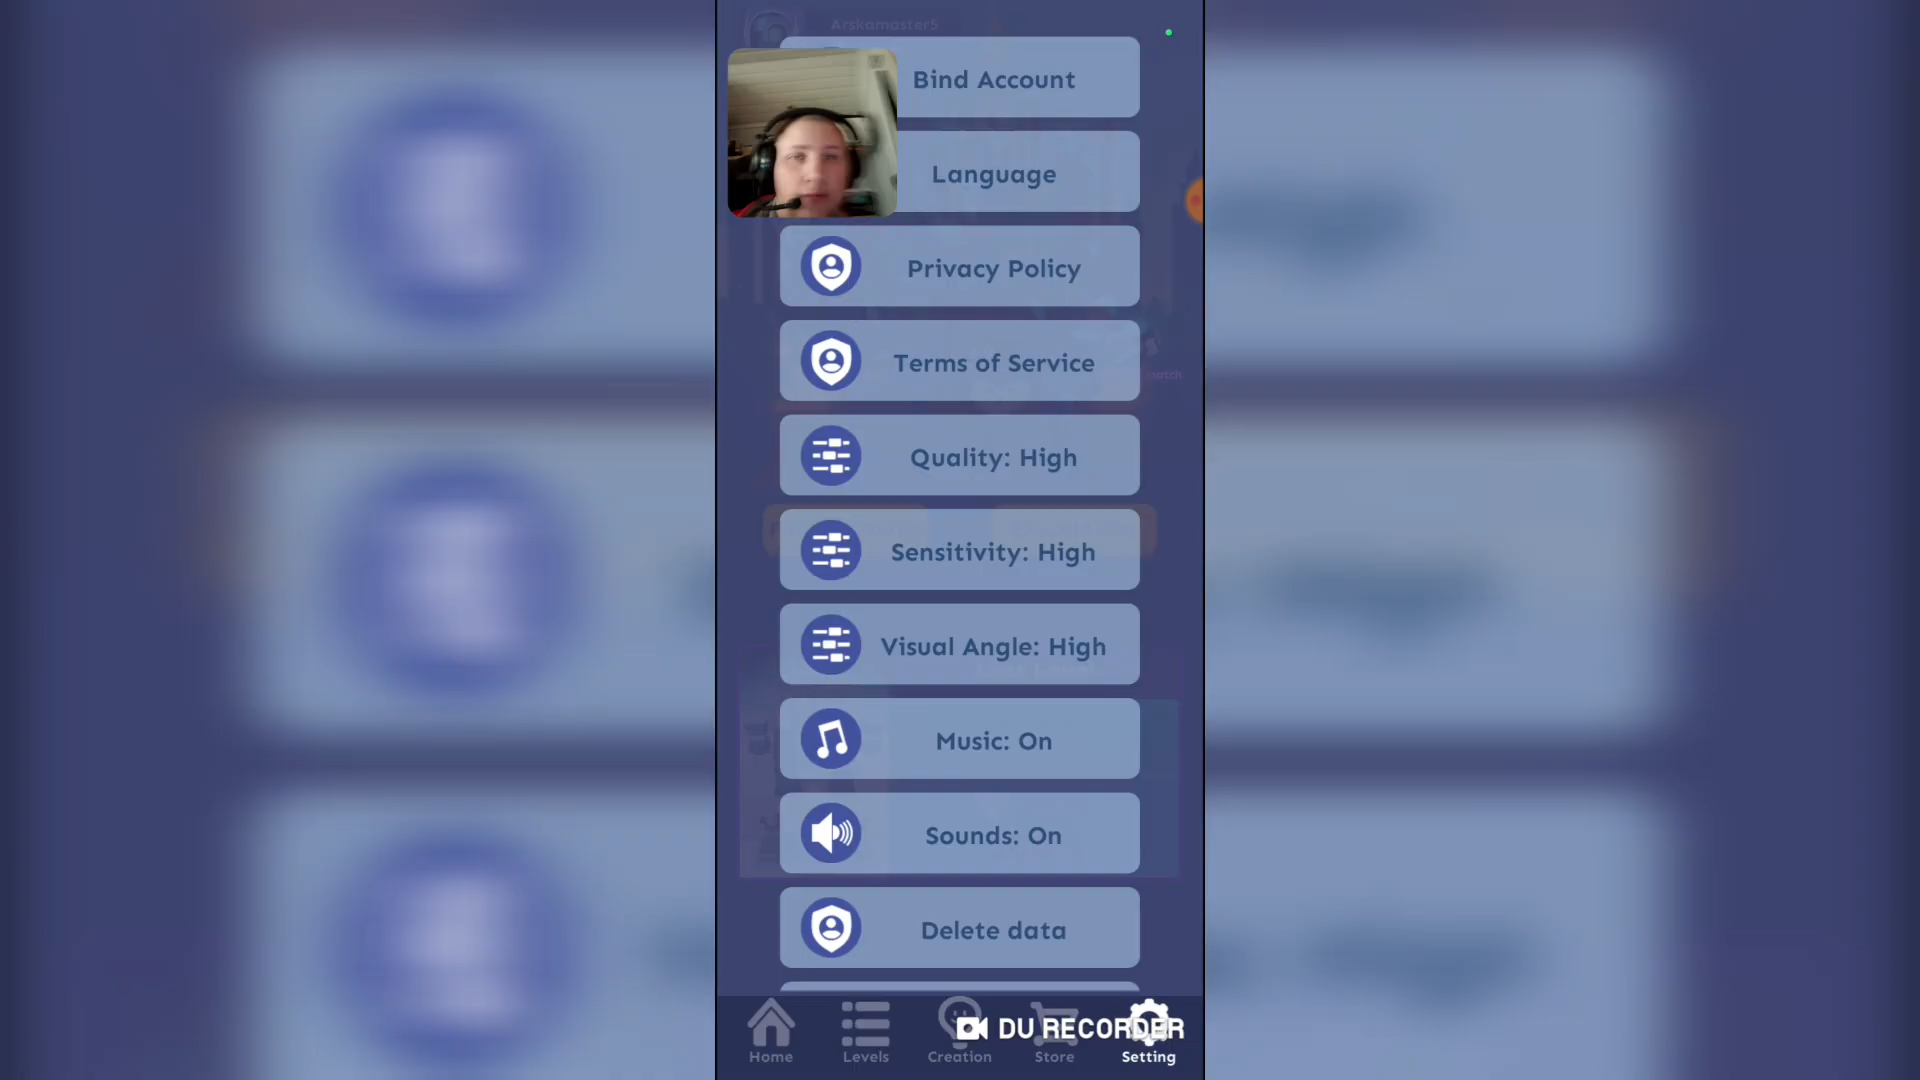 Arskamaster5
Bind Account
Language
Privacy Policy
Terms of Service
Quality: High
Sensitivity: High
Visual Angle: High
Music: On
Sounds: On
Delete data
DU RECORDER
Home
Levels
Creation
Store
Setting